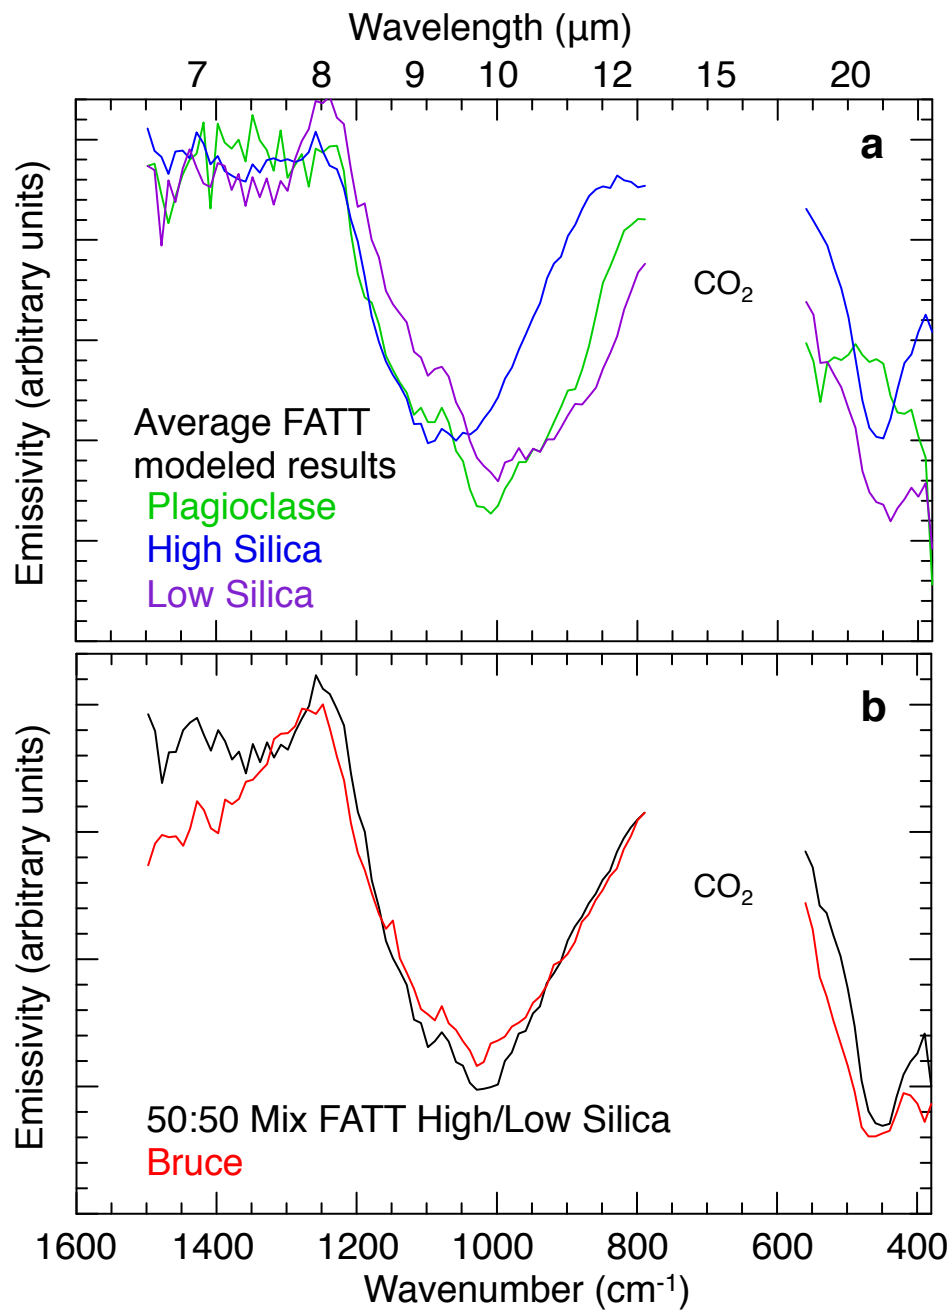 Wavelength (μm)
7 8 9 10 12 15 20
a
Emissivity (arbitrary units)
CO₂
Average FATT
modeled results
Plagioclase
High Silica
Low Silica
b
Emissivity (arbitrary units)
CO₂
50:50 Mix FATT High/Low Silica
Bruce
1600 1400 1200 1000 800 600 400
Wavenumber (cm⁻¹)